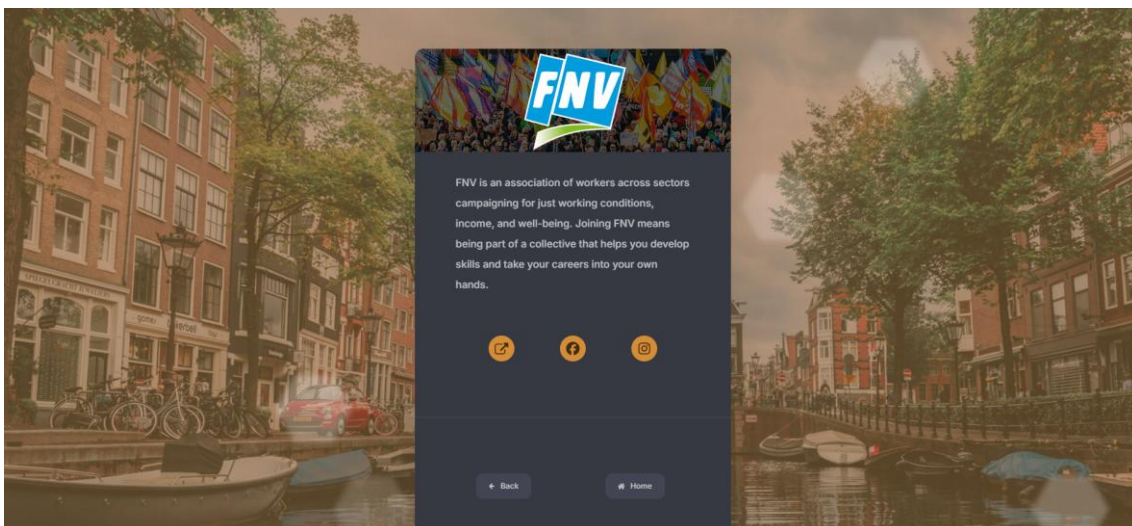 FNV
FNV is an association of workers across sectors
campaigning for just working conditions,
income, and well-being. Joining FNV means
being part of a collective that helps you develop
skills and take your careers into your own
hands.
Back
Home